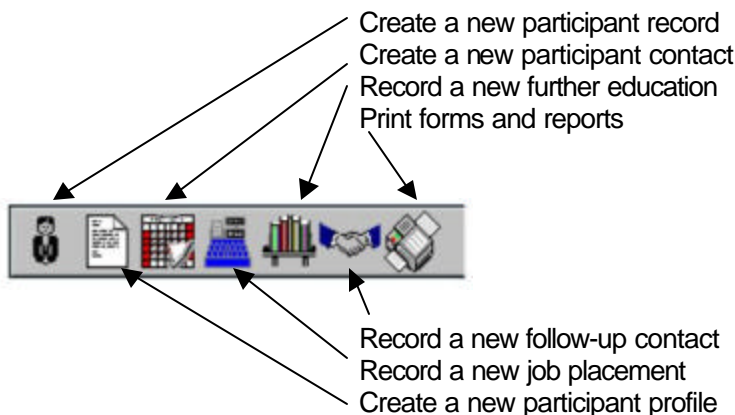 Create a new participant record
Create a new participant contact
Record a new further education
Print forms and reports
Record a new follow-up contact
Record a new job placement
Create a new participant profile